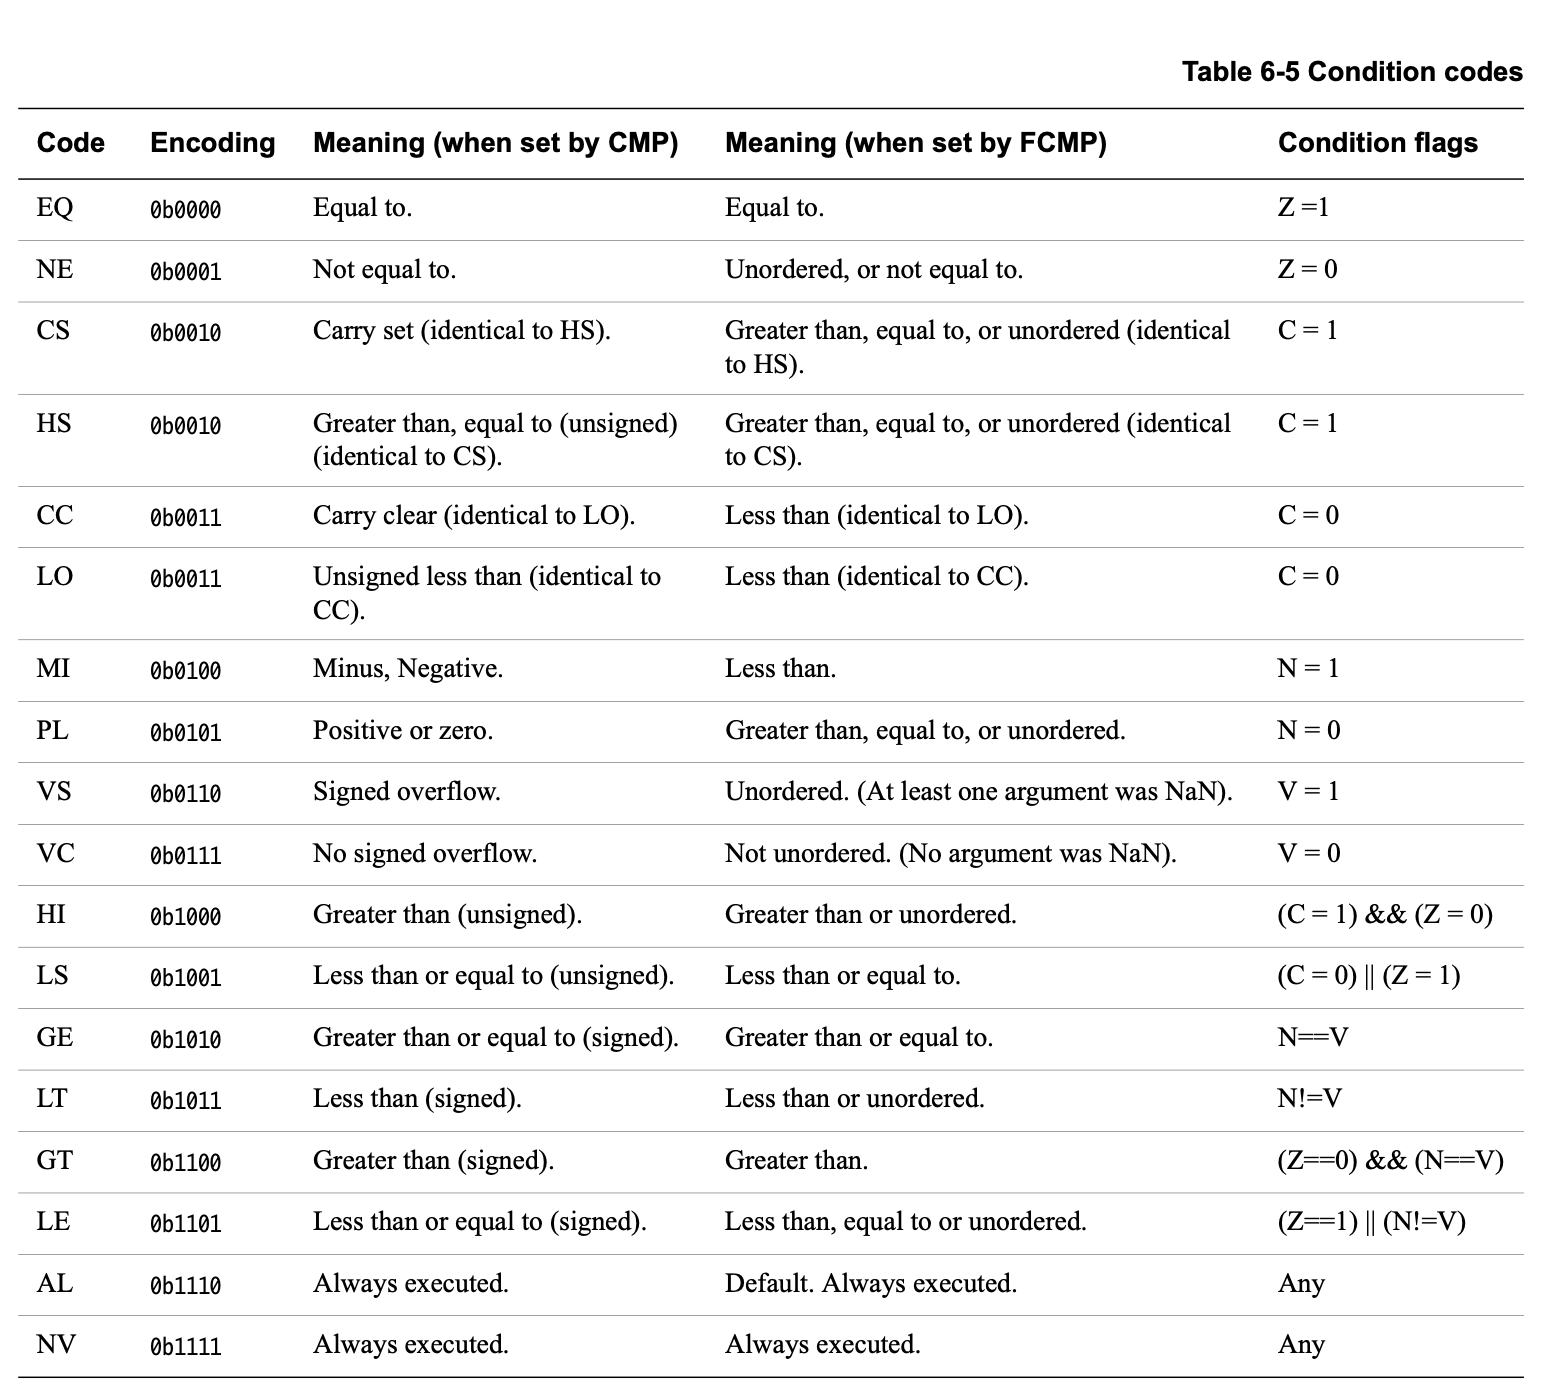 Table 6-5 Condition codes
Code Encoding Meaning (when set by CMP) Meaning (when set by FCMP) Condition flags
EQ 0b0000 Equal to. Equal to. Z =1
NE 0b0001 Not equal to. Unordered, or not equal to. Z = 0
CS 0b0010 Carry set (identical to HS). Greater than, equal to, or unordered (identical C = 1
to HS).
HS 0b0010 Greater than, equal to (unsigned) Greater than, equal to, or unordered (identical C = 1
(identical to CS). to CS).
CC 0b0011 Carry clear (identical to LO). Less than (identical to LO). C = 0
LO 0b0011 Unsigned less than (identical to Less than (identical to CC). C = 0
CC).
MI 0b0100 Minus, Negative. Less than. N = 1
PL 0b0101 Positive or zero. Greater than, equal to, or unordered. N = 0
VS 0b0110 Signed overflow. Unordered. (At least one argument was NaN). V = 1
VC 0b0111 No signed overflow. Not unordered. (No argument was NaN). V = 0
HI 0b1000 Greater than (unsigned). Greater than or unordered. (C = 1) && (Z = 0)
LS 0b1001 Less than or equal to (unsigned). Less than or equal to. (C = 0) || (Z = 1)
GE 0b1010 Greater than or equal to (signed). Greater than or equal to. N==V
LT 0b1011 Less than (signed). Less than or unordered. N!=V
GT 0b1100 Greater than (signed). Greater than. (Z==0) && (N==V)
LE 0b1101 Less than or equal to (signed). Less than, equal to or unordered. (Z==1) || (N!=V)
AL 0b1110 Always executed. Default. Always executed. Any
NV 0b1111 Always executed. Always executed. Any